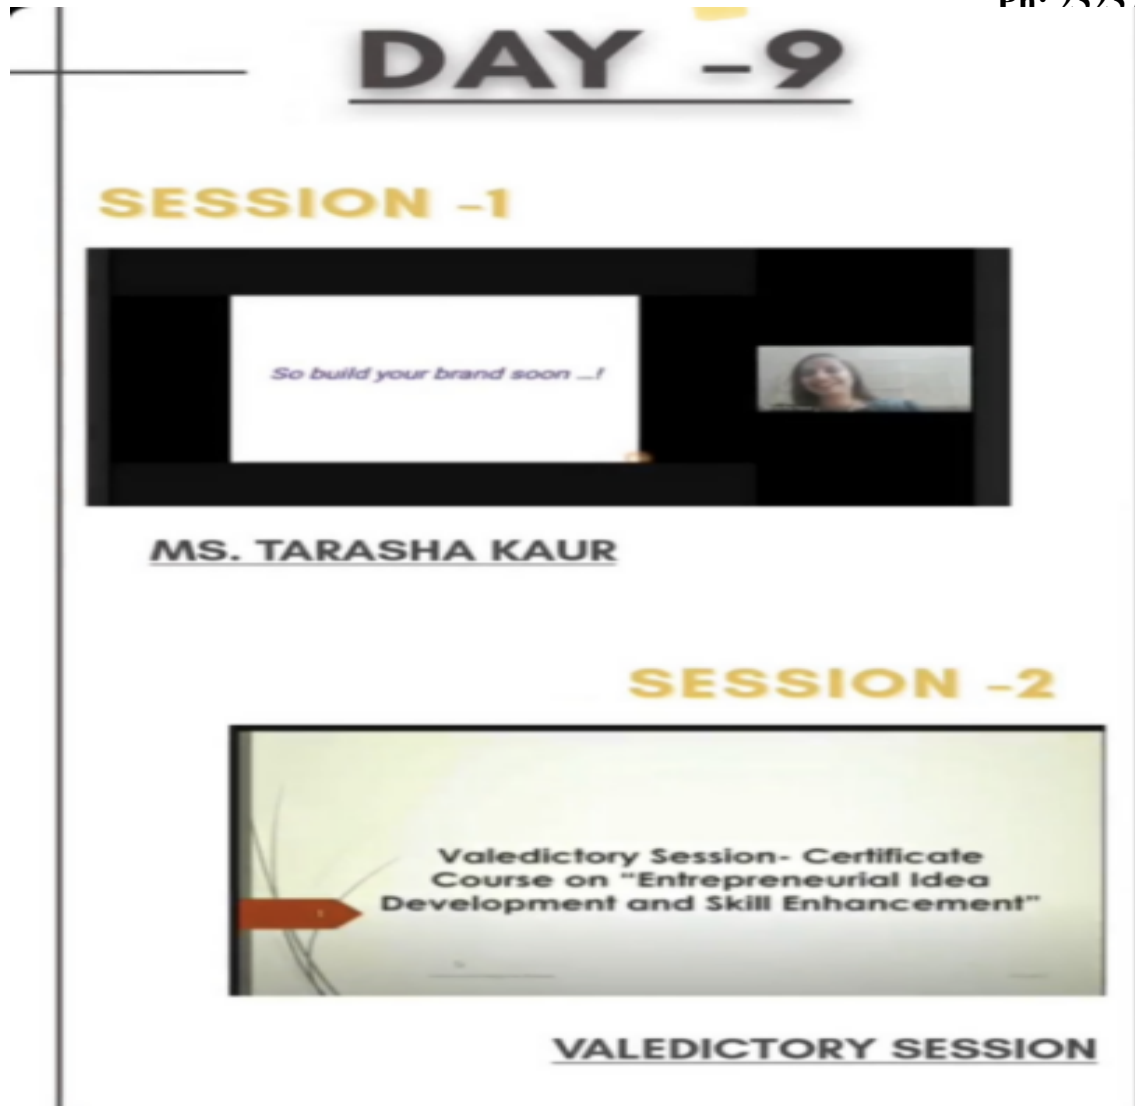 DAY -9
SESSION -1
So build your brand soon ...!
MS. TARASHA KAUR
SESSION -2
Valedictory Session- Certificate
Course on “Entrepreneurial Idea
Development and Skill Enhancement”
VALEDICTORY SESSION